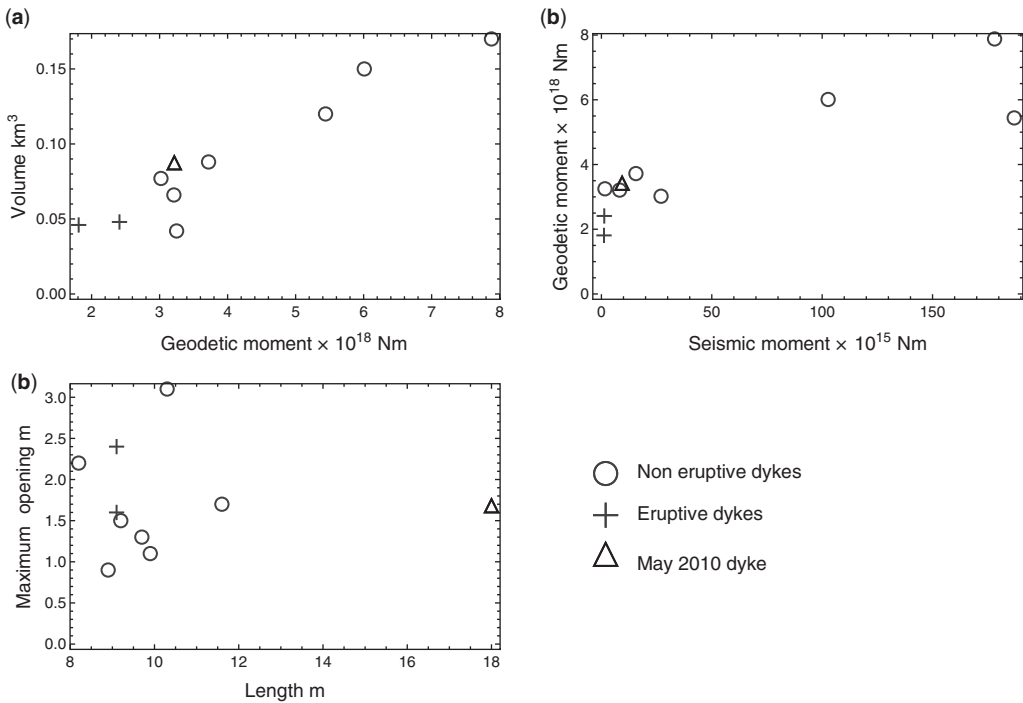 (a)
0.15
0.10
0.05
0.00
Volume km³
2 3 4 5 6 7 8
Geodetic moment × 10¹⁸ Nm
(b)
8
6
4
2
0
Geodetic moment × 10¹⁸ Nm
0 50 100 150
Seismic moment × 10¹⁵ Nm
(b)
3.0
2.5
2.0
1.5
1.0
0.5
0.0
Maximum opening m
8 10 12 14 16 18
Length m
Non eruptive dykes
Eruptive dykes
May 2010 dyke